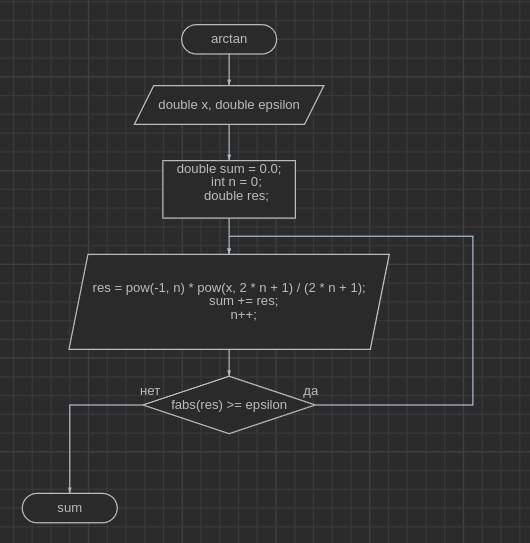 arctan
double x, double epsilon
double sum = 0.0;
int n = 0;
double res;
res = pow(-1, n) * pow(x, 2 * n + 1) / (2 * n + 1);
sum += res;
n++;
нет
да
fabs(res) >= epsilon
sum